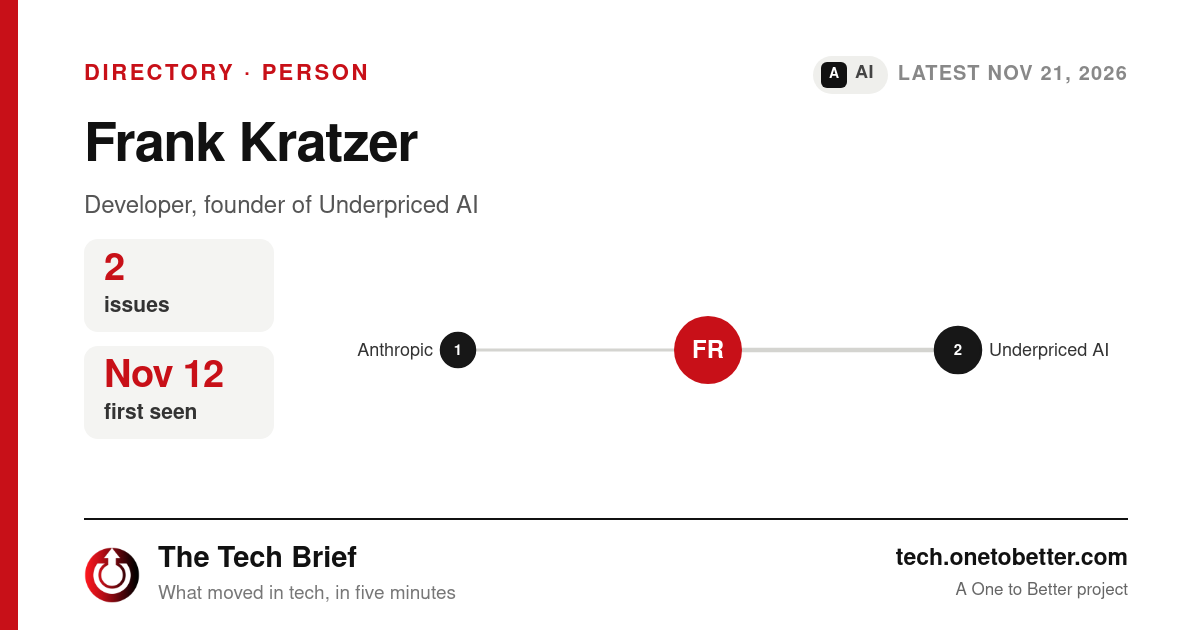 DIRECTORY · PERSON
A AI LATEST NOV 21, 2026
Frank Kratzer
Developer, founder of Underpriced AI
2
issues
Nov 12
first seen
Anthropic 1 FR 2 Underpriced AI
The Tech Brief
What moved in tech, in five minutes
tech.onetobetter.com
A One to Better project